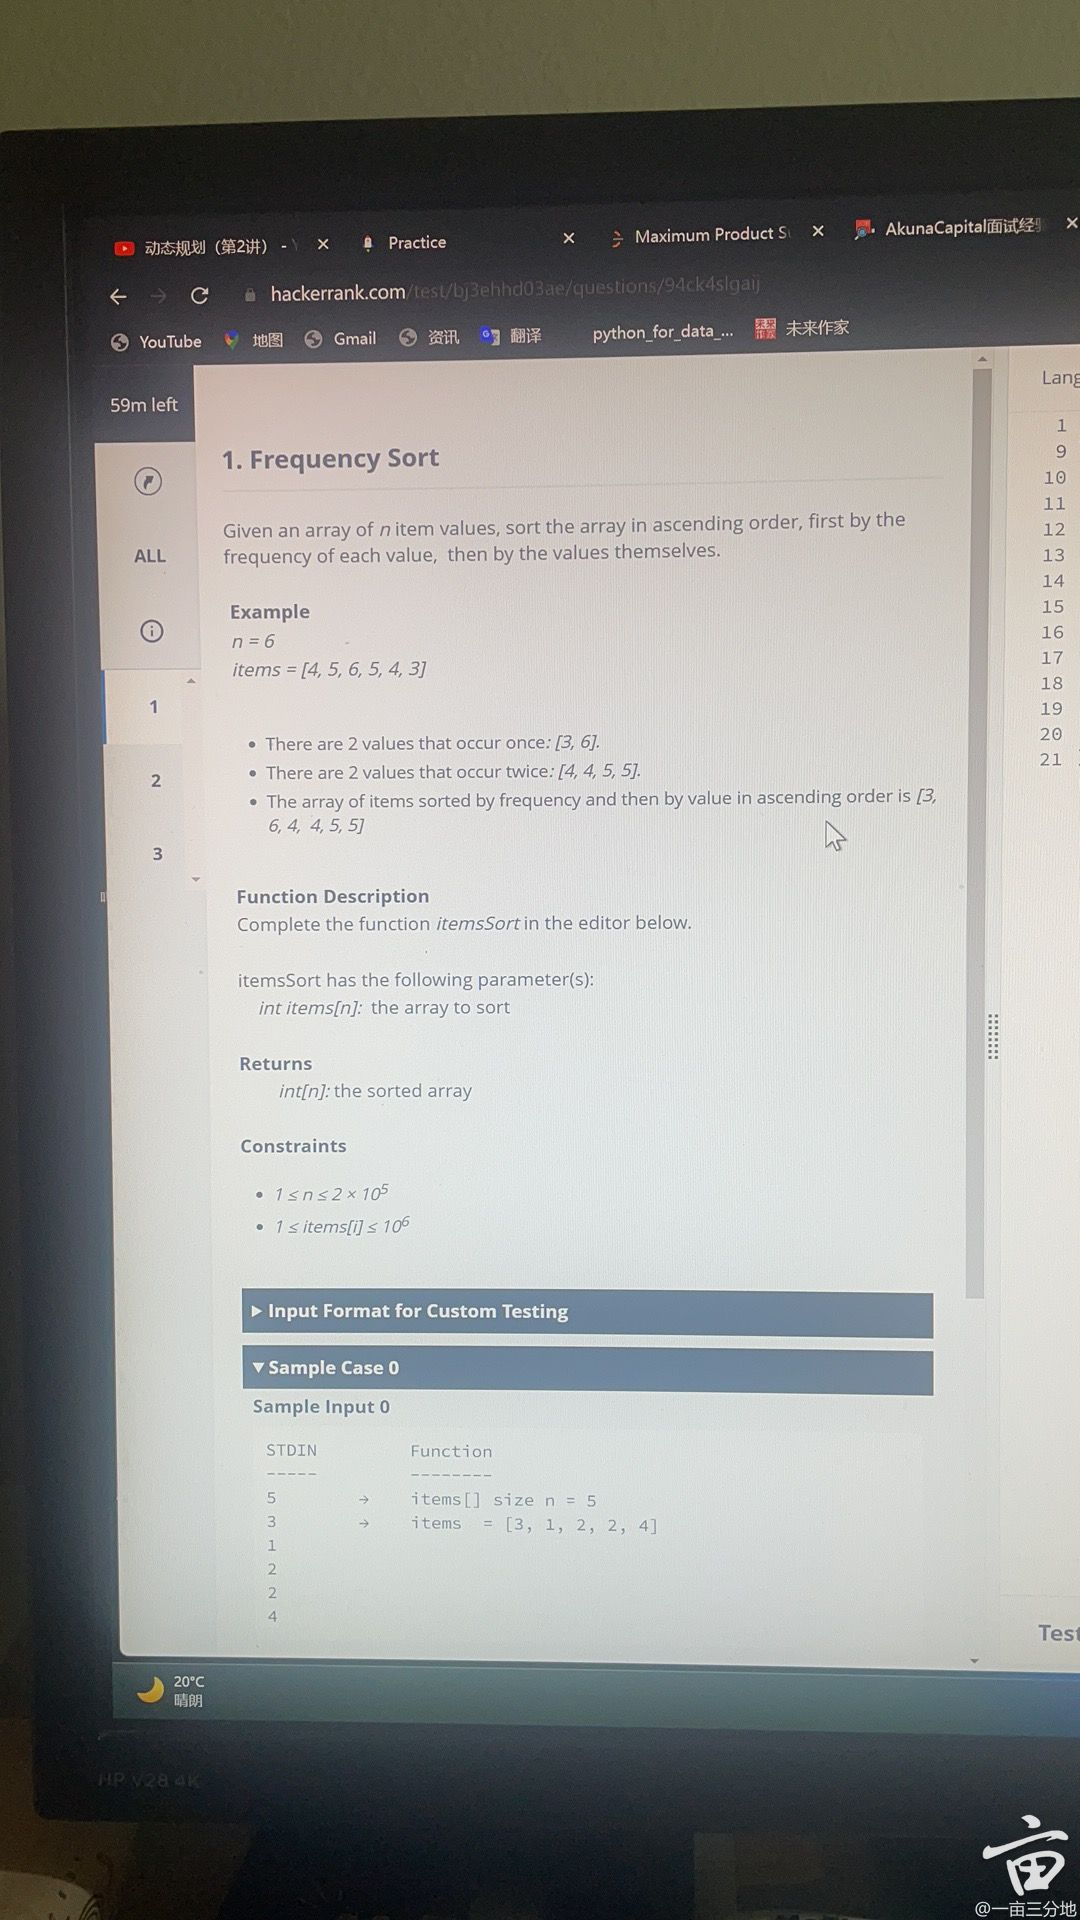 动态规划（第2讲） -
Practice
Maximum Product S
AkunaCapital面试经
hackerrank.com/test/bj3ehhd03ae/questions/94ck4slgaij
YouTube
地图
Gmail
资讯
翻译
python_for_data_...
未来作家
59m left
Lang
1. Frequency Sort
ALL
Given an array of n item values, sort the array in ascending order, first by the
frequency of each value, then by the values themselves.
Example
n = 6
items = [4, 5, 6, 5, 4, 3]
1
2
3
• There are 2 values that occur once: [3, 6].
• There are 2 values that occur twice: [4, 4, 5, 5].
• The array of items sorted by frequency and then by value in ascending order is [3,
6, 4, 4, 5, 5]
Function Description
Complete the function itemsSort in the editor below.
itemsSort has the following parameter(s):
int items[n]: the array to sort
Returns
int[n]: the sorted array
Constraints
• 1 ≤ n ≤ 2 × 10⁵
• 1 ≤ items[i] ≤ 10⁶
▶ Input Format for Custom Testing
▼ Sample Case 0
Sample Input 0
STDIN Function
----- --------
5 → items[] size n = 5
3 → items = [3, 1, 2, 2, 4]
1
2
2
4
1
9
10
11
12
13
14
15
16
17
18
19
20
21
Test
20°C
晴朗
HP V28 4K
亩
@一亩三分地